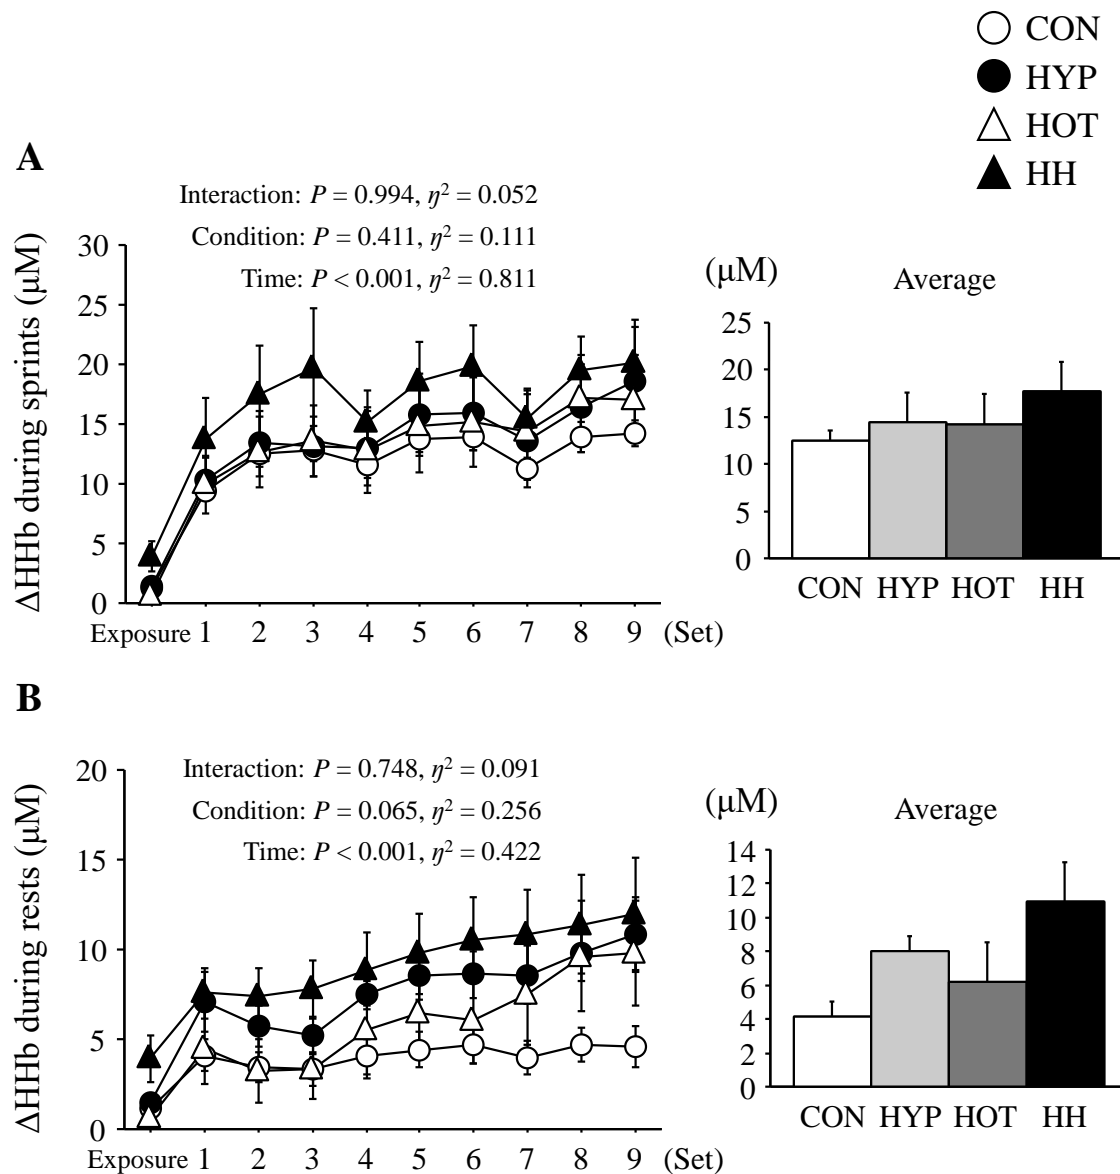 CON
HYP
HOT
HH
A
Interaction: P = 0.994, η² = 0.052
Condition: P = 0.411, η² = 0.111
Time: P < 0.001, η² = 0.811
ΔHHb during sprints (μM)
30
25
20
15
10
5
0
Exposure 1 2 3 4 5 6 7 8 9 (Set)
(μM)
Average
25
20
15
10
5
0
CON HYP HOT HH
B
Interaction: P = 0.748, η² = 0.091
Condition: P = 0.065, η² = 0.256
Time: P < 0.001, η² = 0.422
ΔHHb during rests (μM)
20
15
10
5
0
Exposure 1 2 3 4 5 6 7 8 9 (Set)
(μM)
Average
14
12
10
8
6
4
2
0
CON HYP HOT HH